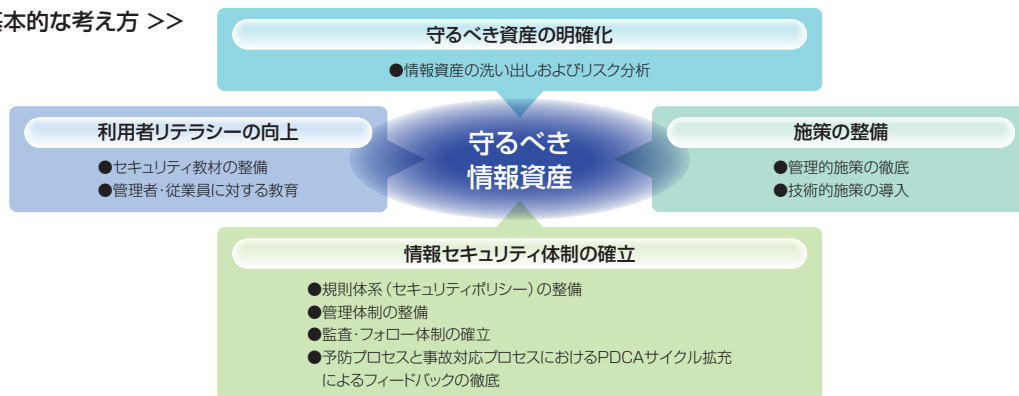 本的な考え方 >>
守るべき資産の明確化
●情報資産の洗い出しおよびリスク分析
利用者リテラシーの向上
●セキュリティ教材の整備
●管理者・従業員に対する教育
守るべき
情報資産
施策の整備
●管理的施策の徹底
●技術的施策の導入
情報セキュリティ体制の確立
●規則体系（セキュリティポリシー）の整備
●管理体制の整備
●監査・フォロー体制の確立
●予防プロセスと事故対応プロセスにおけるPDCAサイクル拡充
によるフィードバックの徹底